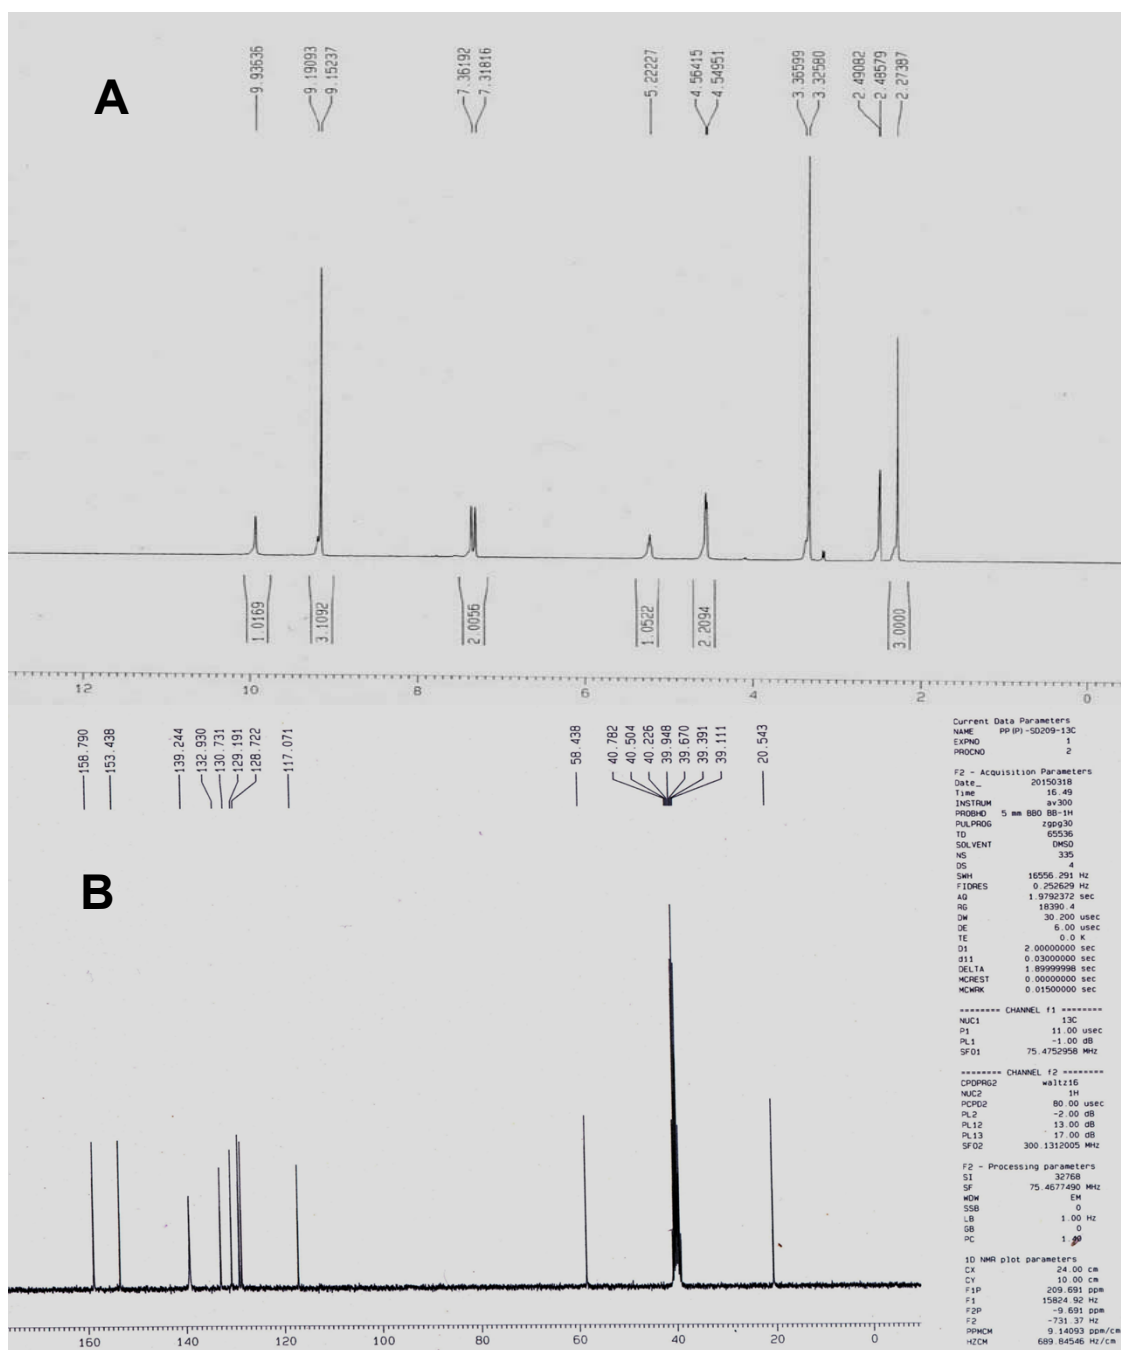 9.93636
9.19093
9.15237
7.36192
7.31816
5.22227
4.56415
4.54951
3.36599
3.32580
2.49082
2.48579
2.27387
A
1.0169
3.1092
2.0056
1.0522
2.2094
3.0000
12 10 8 6 4 2 0
158.790
153.438
139.244
132.930
130.731
129.191
128.722
117.071
58.438
40.782
40.504
40.226
39.948
39.670
39.391
39.111
20.543
B
160 140 120 100 80 60 40 20 0
Current Data Parameters
NAME PP(P)-SD209-13C
EXPNO 1
PROCNO 2
F2 - Acquisition Parameters
Date_ 20150318
Time 16.49
INSTRUM av300
PROBHD 5 mm BBO BB-1H
PULPROG zgpg30
TD 65536
SOLVENT DMSO
NS 335
DS 4
SWH 16556.291 Hz
FIDRES 0.252629 Hz
AQ 1.9792372 sec
RG 18390.4
DW 30.200 usec
DE 6.00 usec
TE 0.0 K
D1 2.00000000 sec
d11 0.03000000 sec
DELTA 1.89999998 sec
MCREST 0.00000000 sec
MCWRK 0.01500000 sec
======== CHANNEL f1 ========
NUC1 13C
P1 11.00 usec
PL1 -1.00 dB
SFO1 75.4752958 MHz
======== CHANNEL f2 ========
CPDPRG2 waltz16
NUC2 1H
PCPD2 80.00 usec
PL2 -2.00 dB
PL12 13.00 dB
PL13 17.00 dB
SFO2 300.1312005 MHz
F2 - Processing parameters
SI 32768
SF 75.4677490 MHz
WDW EM
SSB 0
LB 1.00 Hz
GB 0
PC 1.40
1D NMR plot parameters
CX 24.00 cm
CY 10.00 cm
F1P 209.691 ppm
F1 15824.92 Hz
F2P -9.691 ppm
F2 -731.37 Hz
PPMCM 9.14093 ppm/cm
HZCM 689.84546 Hz/cm